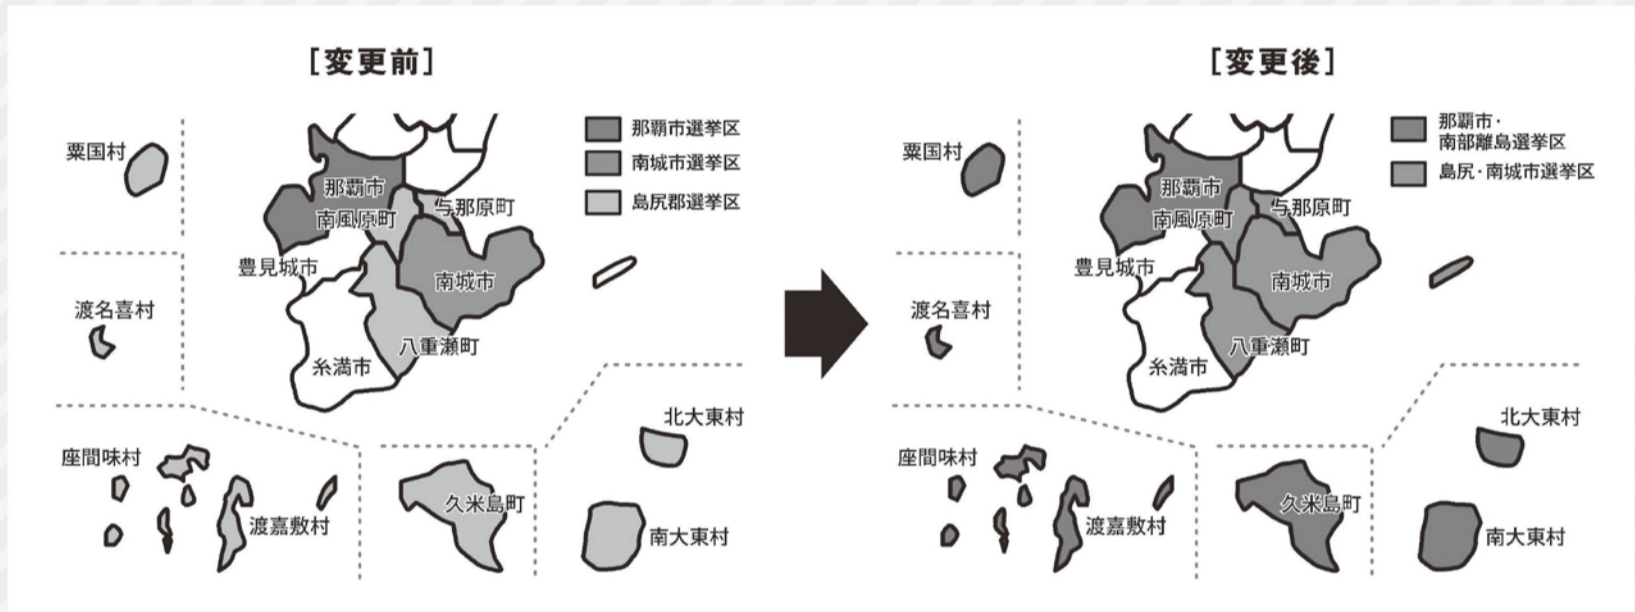 [変更前]
那覇市選挙区
南城市選挙区
島尻郡選挙区
粟国村
那覇市
南風原町
与那原町
豊見城市
南城市
渡名喜村
八重瀬町
糸満市
北大東村
座間味村
久米島町
渡嘉敷村
南大東村
[変更後]
那覇市・
南部離島選挙区
島尻・南城市選挙区
粟国村
那覇市
南風原町
与那原町
豊見城市
南城市
渡名喜村
八重瀬町
糸満市
北大東村
座間味村
久米島町
渡嘉敷村
南大東村